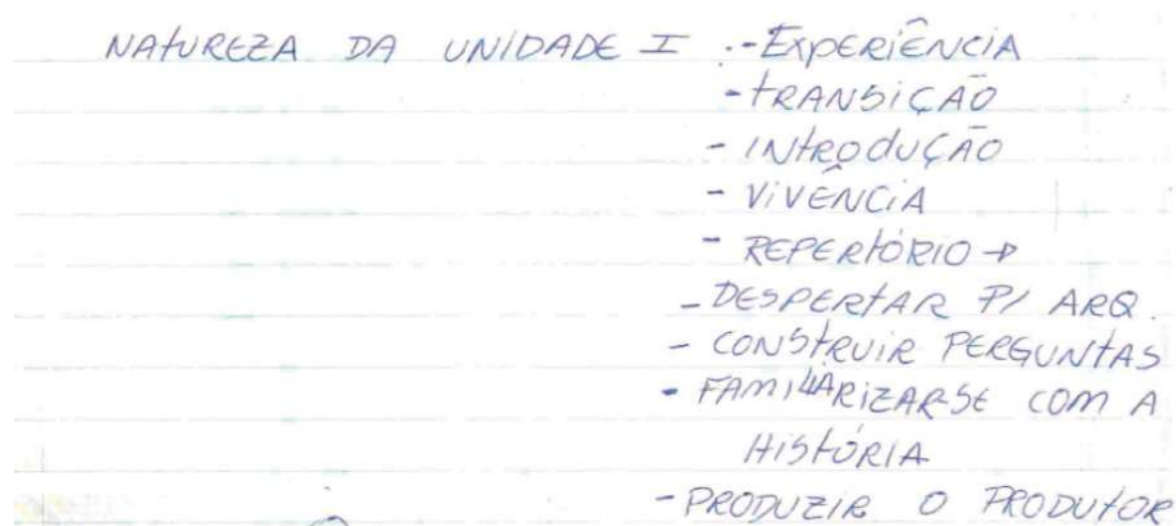 NATUREZA DA UNIDADE I :- EXPERIÊNCIA
- TRANSIÇÃO
- INTRODUÇÃO
- VIVÊNCIA
- REPERTÓRIO →
- DESPERTAR P/ ARQ.
- CONSTRUIR PERGUNTAS
- FAMILIARIZARSE COM A
HISTÓRIA
- PRODUZIR O PRODUTOR